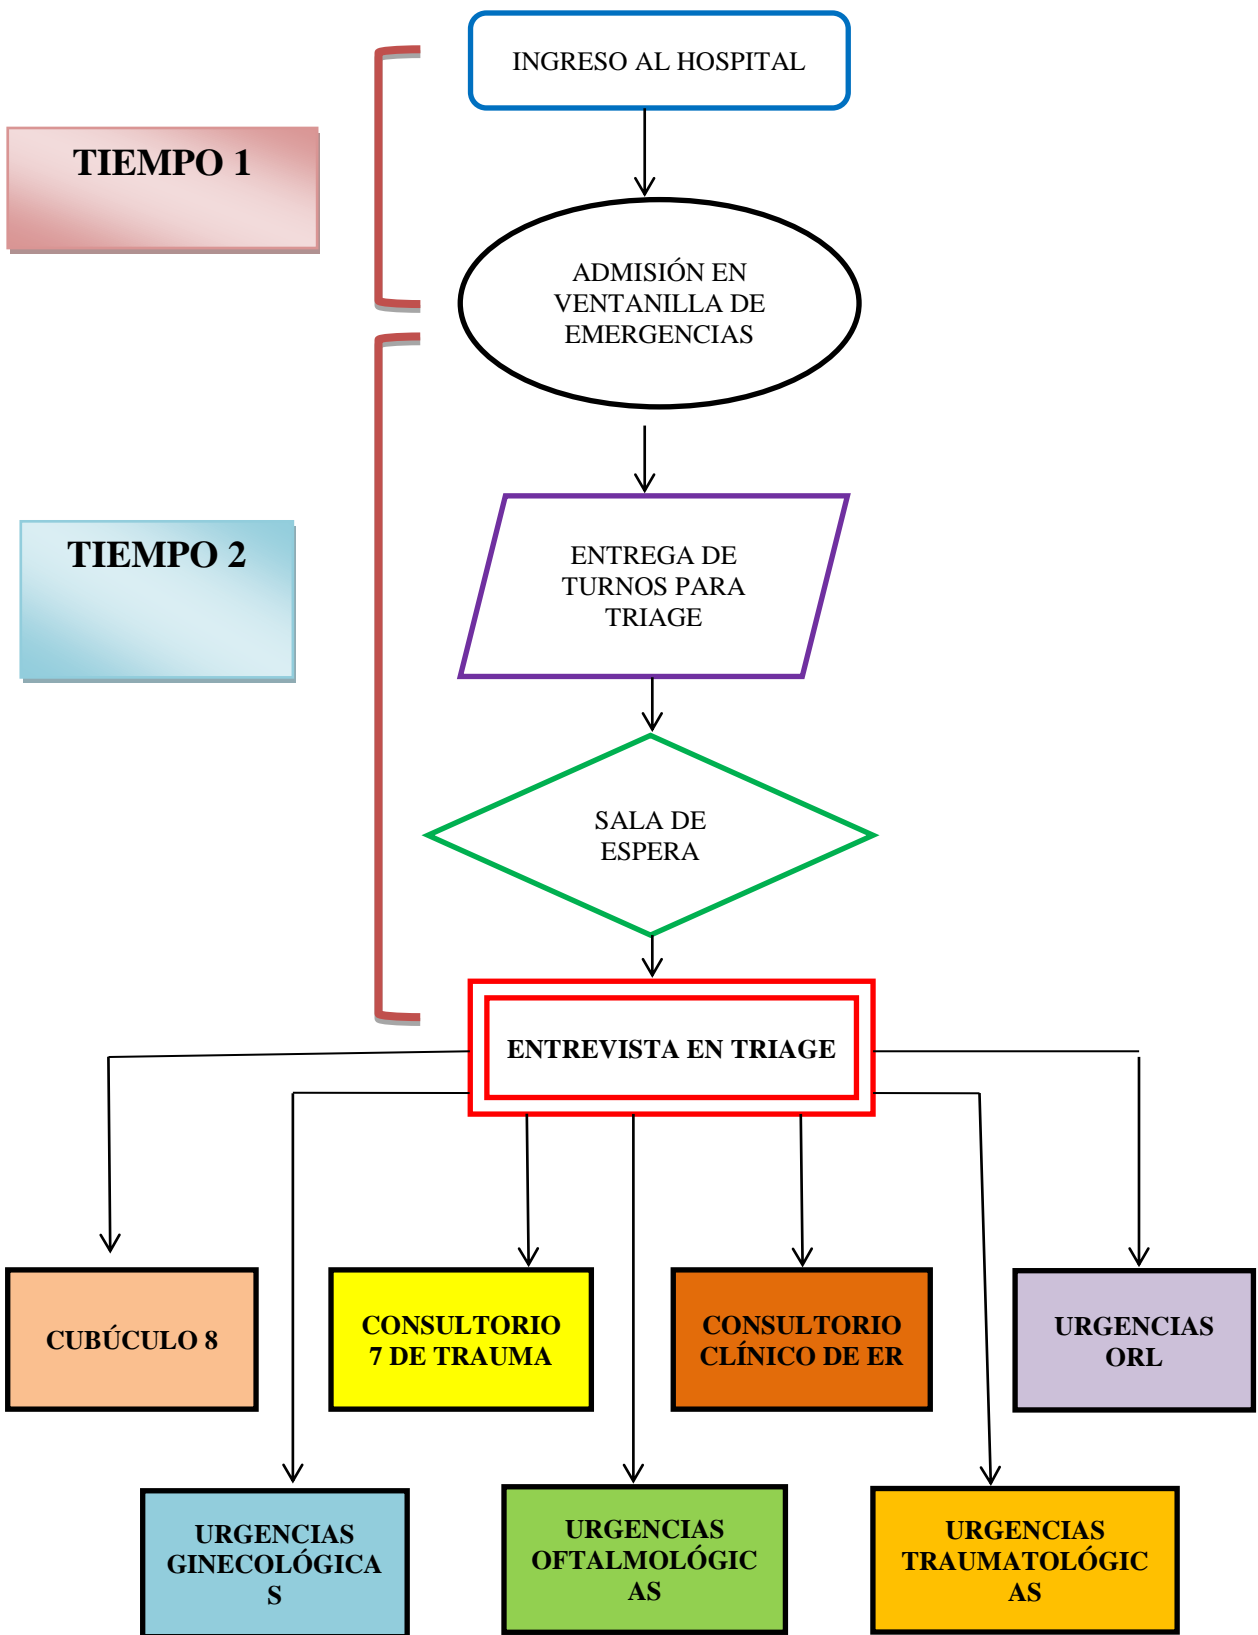 INGRESO AL HOSPITAL
TIEMPO 1
ADMISIÓN EN
VENTANILLA DE
EMERGENCIAS
TIEMPO 2
ENTREGA DE
TURNOS PARA
TRIAGE
SALA DE
ESPERA
ENTREVISTA EN TRIAGE
CUBÚCULO 8
CONSULTORIO
7 DE TRAUMA
CONSULTORIO
CLÍNICO DE ER
URGENCIAS
ORL
URGENCIAS
GINECOLÓGICA
S
URGENCIAS
OFTALMOLÓGIC
AS
URGENCIAS
TRAUMATOLÓGIC
AS